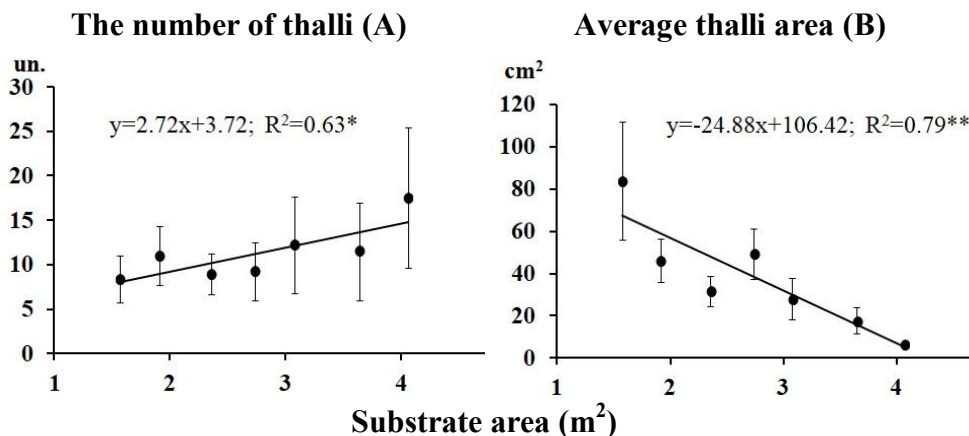 The number of thalli (A)
Average thalli area (B)
un.
30
25
20
15
10
5
0
y=2.72x+3.72; R²=0.63*
1 2 3 4
cm²
120
100
80
60
40
20
0
y=-24.88x+106.42; R²=0.79**
1 2 3 4
Substrate area (m²)